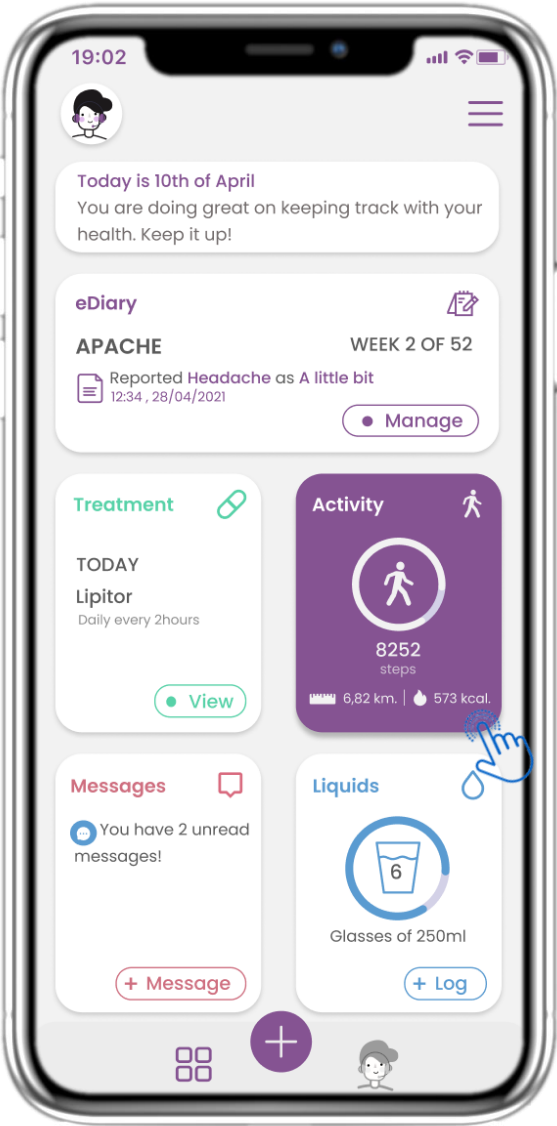 19:02
Today is 10th of April
You are doing great on keeping track with your
health. Keep it up!
eDiary
APACHE
WEEK 2 OF 52
Reported Headache as A little bit
12:34 , 28/04/2021
Manage
Treatment
TODAY
Lipitor
Daily every 2hours
View
Activity
8252
steps
6,82 km.
573 kcal.
Messages
You have 2 unread
messages!
+ Message
Liquids
6
Glasses of 250ml
+ Log